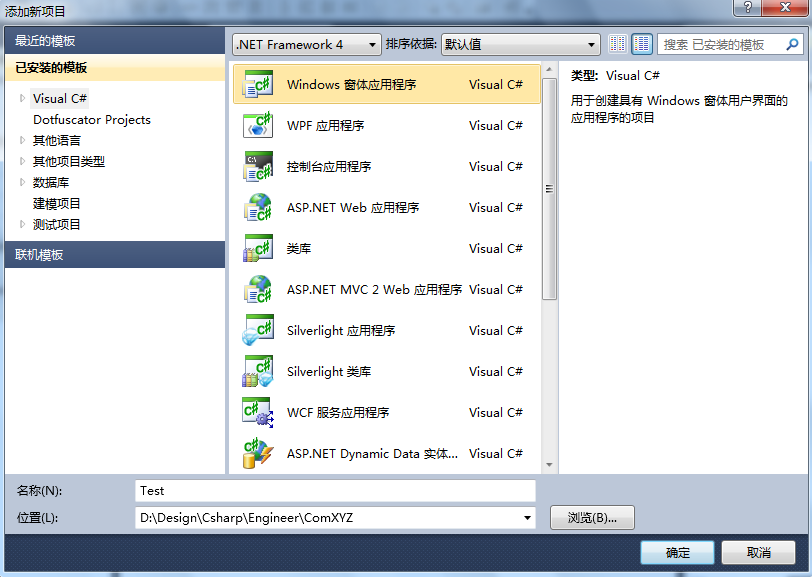 添加新项目
?
最近的模板
已安装的模板
Visual C#
Dotfuscator Projects
其他语言
其他项目类型
数据库
建模项目
测试项目
联机模板
.NET Framework 4 排序依据: 默认值 搜索 已安装的模板
Windows 窗体应用程序 Visual C#
WPF 应用程序 Visual C#
控制台应用程序 Visual C#
ASP.NET Web 应用程序 Visual C#
类库 Visual C#
ASP.NET MVC 2 Web 应用程序 Visual C#
Silverlight 应用程序 Visual C#
Silverlight 类库 Visual C#
WCF 服务应用程序 Visual C#
ASP.NET Dynamic Data 实体... Visual C#
类型: Visual C#
用于创建具有 Windows 窗体用户界面的
应用程序的项目
名称(N): Test
位置(L): D:\Design\Csharp\Engineer\ComXYZ 浏览(B)...
确定 取消